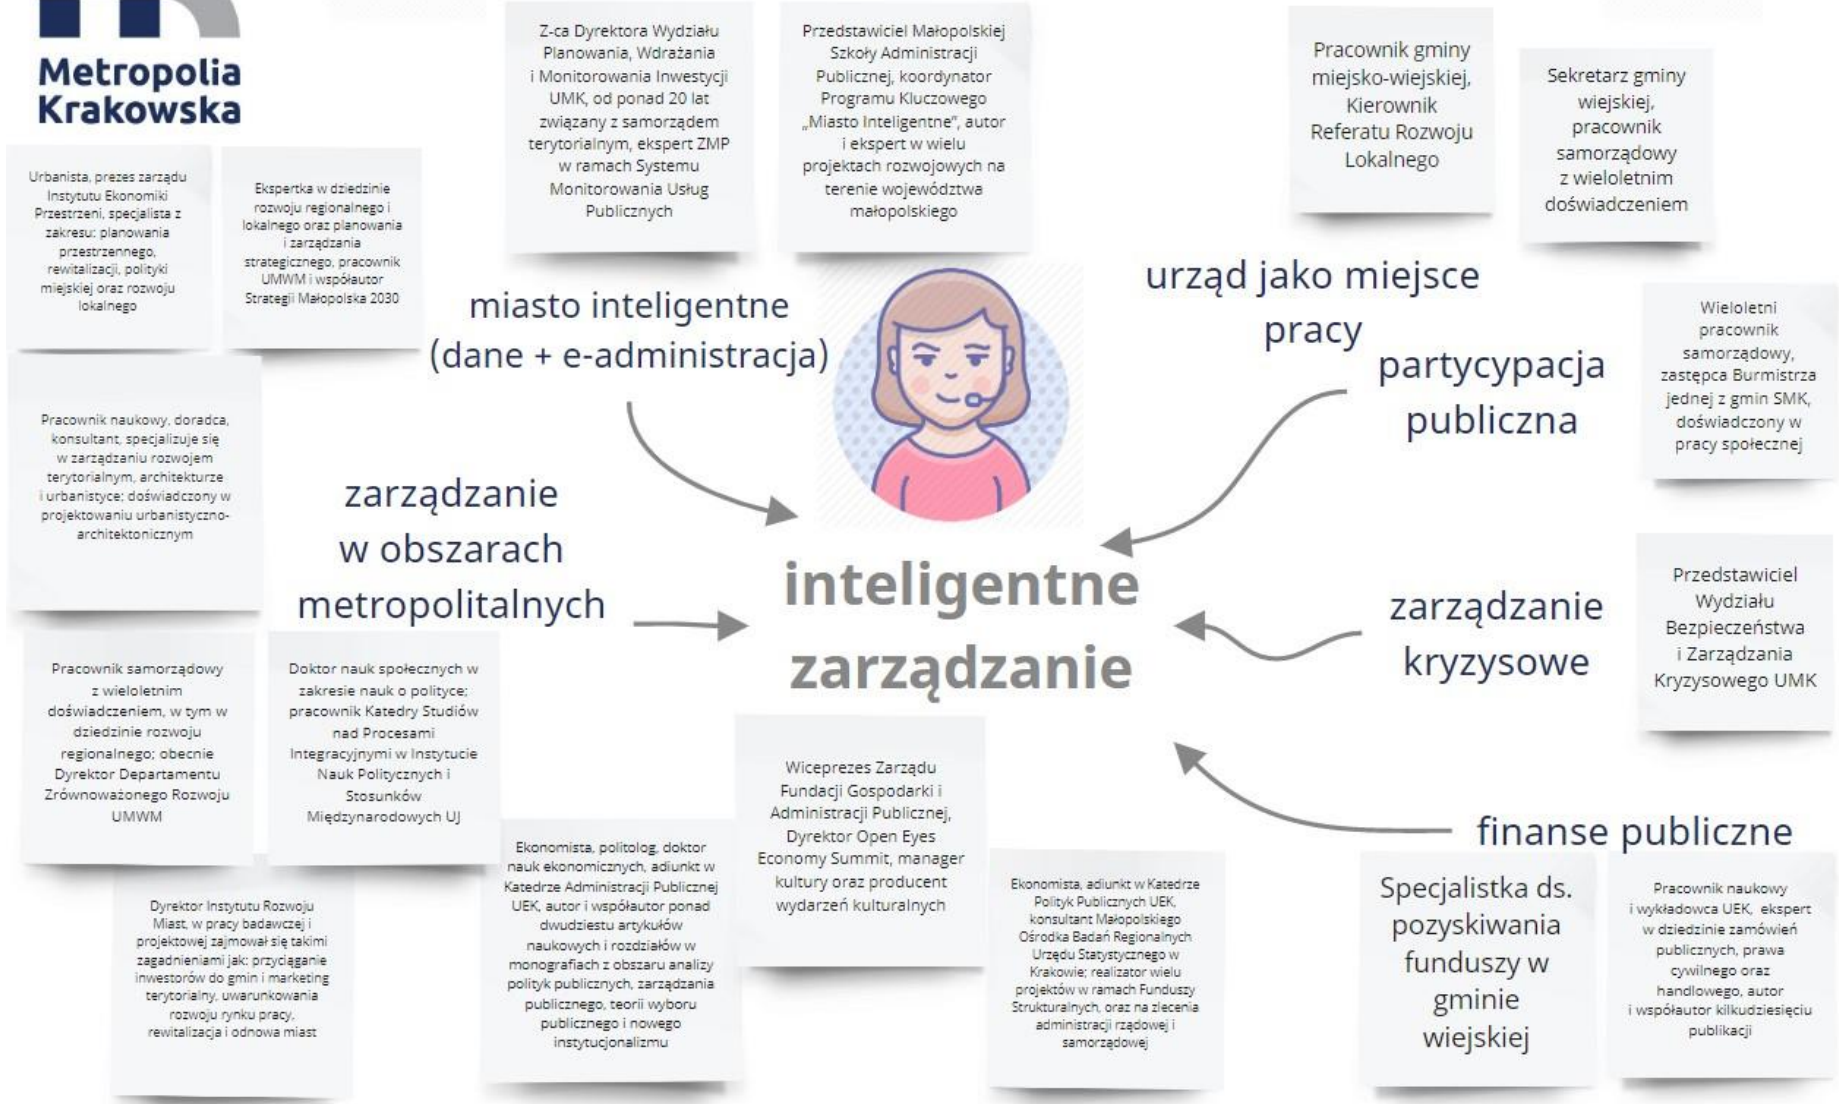 Metropolia
Krakowska
Z-ca Dyrektora Wydziału
Planowania, Wdrażania
i Monitorowania Inwestycji
UMK, od ponad 20 lat
związany z samorządem
terytorialnym, ekspert ZMP
w ramach Systemu
Monitorowania Usług
Publicznych
Przedstawiciel Małopolskiej
Szkoły Administracji
Publicznej, koordynator
Programu Kluczowego
„Miasto Inteligentne”, autor
i ekspert w wielu
projektach rozwojowych na
terenie województwa
małopolskiego
Pracownik gminy
miejsko-wiejskiej,
Kierownik
Referatu Rozwoju
Lokalnego
Sekretarz gminy
wiejskiej,
pracownik
samorządowy
z wieloletnim
doświadczeniem
Urbanista, prezes zarządu
Instytutu Ekonomiki
Przestrzeni, specjalista z
zakresu: planowania
przestrzennego,
rewitalizacji, polityki
miejskiej oraz rozwoju
lokalnego
Ekspertka w dziedzinie
rozwoju regionalnego i
lokalnego oraz planowania
i zarządzania
strategicznego, pracownik
UMWM i współautor
Strategii Małopolska 2030
miasto inteligentne
(dane + e-administracja)
urząd jako miejsce
pracy
partycypacja
publiczna
Wieloletni
pracownik
samorządowy,
zastępca Burmistrza
jednej z gmin SMK,
doświadczony w
pracy społecznej
Pracownik naukowy, doradca,
konsultant, specjalizuje się
w zarządzaniu rozwojem
terytorialnym, architekturze
i urbanistyce; doświadczony w
projektowaniu urbanistyczno-
architektonicznym
zarządzanie
w obszarach
metropolitalnych
inteligentne
zarządzanie
zarządzanie
kryzysowe
Przedstawiciel
Wydziału
Bezpieczeństwa
i Zarządzania
Kryzysowego UMK
Pracownik samorządowy
z wieloletnim
doświadczeniem, w tym w
dziedzinie rozwoju
regionalnego; obecnie
Dyrektor Departamentu
Zrównoważonego Rozwoju
UMWM
Doktor nauk społecznych w
zakresie nauk o polityce;
pracownik Katedry Studiów
nad Procesami
Integracyjnymi w Instytucie
Nauk Politycznych i
Stosunków
Międzynarodowych UJ
Wiceprezes Zarządu
Fundacji Gospodarki i
Administracji Publicznej,
Dyrektor Open Eyes
Economy Summit, manager
kultury oraz producent
wydarzeń kulturalnych
finanse publiczne
Dyrektor Instytutu Rozwoju
Miast, w pracy badawczej i
projektowej zajmował się takimi
zagadnieniami jak: przyciąganie
inwestorów do gmin i marketing
terytorialny, uwarunkowania
rozwoju rynku pracy,
rewitalizacja i odnowa miast
Ekonomista, politolog, doktor
nauk ekonomicznych, adiunkt w
Katedrze Administracji Publicznej
UEK, autor i współautor ponad
dwudziestu artykułów
naukowych i rozdziałów w
monografiach z obszaru analizy
polityk publicznych, zarządzania
publicznego, teorii wyboru
publicznego i nowego
instytucjonalizmu
Ekonomista, adiunkt w Katedrze
Polityk Publicznych UEK,
konsultant Małopolskiego
Ośrodka Badań Regionalnych
Urzędu Statystycznego w
Krakowie; realizator wielu
projektów w ramach Funduszy
Strukturalnych, oraz na zlecenia
administracji rządowej i
samorządowej
Specjalistka ds.
pozyskiwania
funduszy w
gminie
wiejskiej
Pracownik naukowy
i wykładowca UEK, ekspert
w dziedzinie zamówień
publicznych, prawa
cywilnego oraz
handlowego, autor
i współautor kilkudziesięciu
publikacji